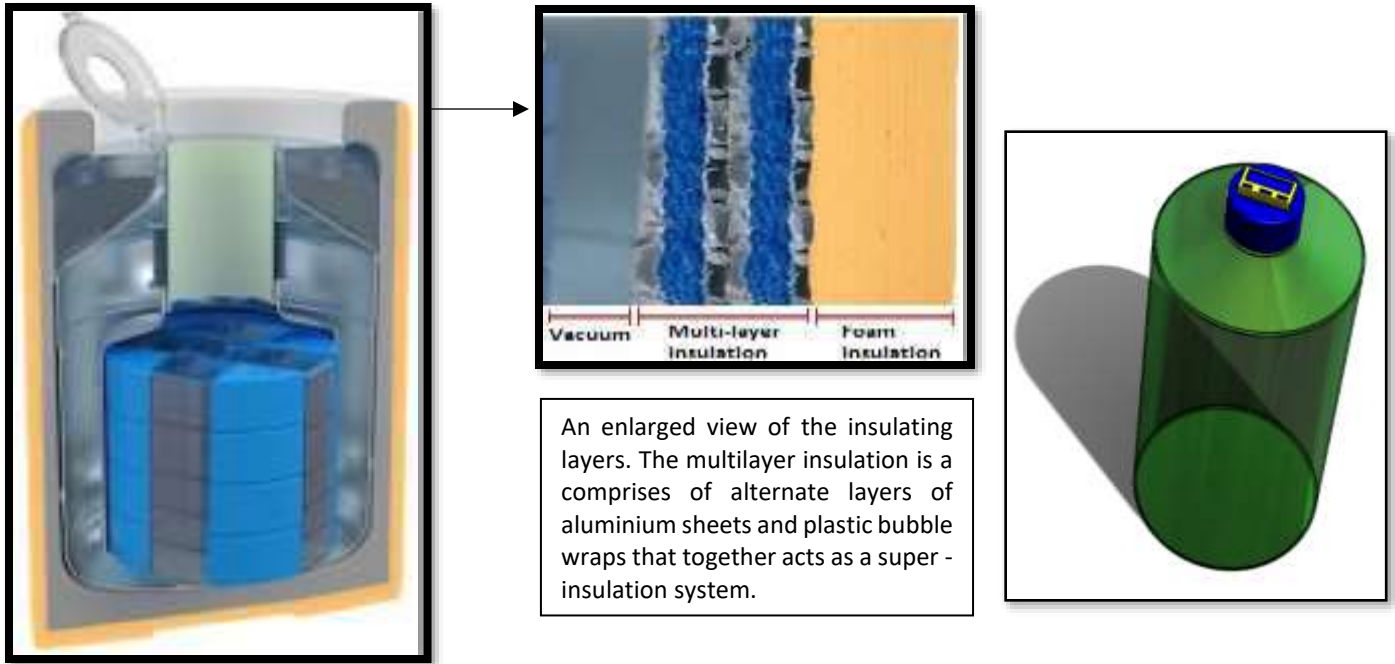 Vacuum
Multi-layer
insulation
Foam
insulation
An enlarged view of the insulating
layers. The multilayer insulation is a
comprises of alternate layers of
aluminium sheets and plastic bubble
wraps that together acts as a super -
insulation system.